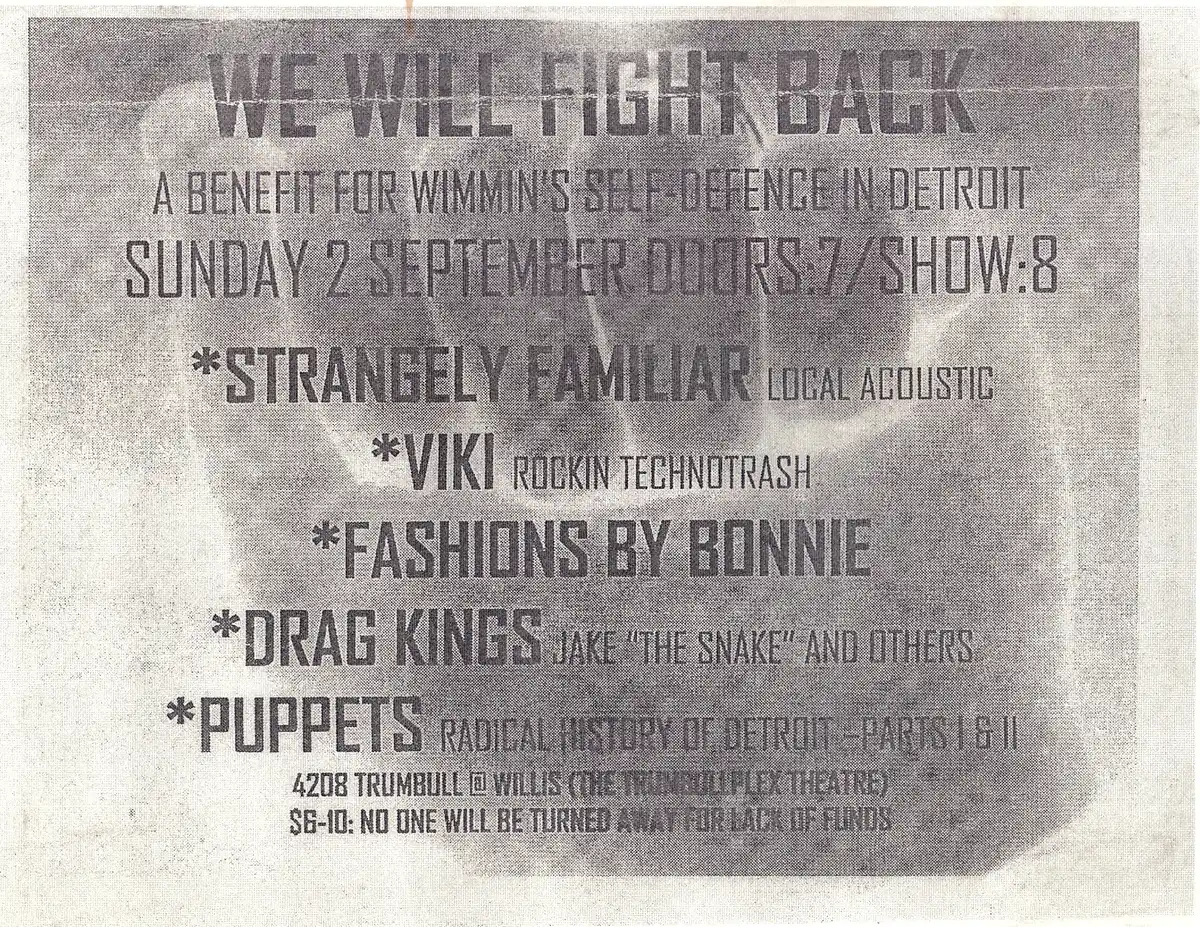 WE WILL FIGHT BACK
A BENEFIT FOR WIMMIN'S SELF-DEFENCE IN DETROIT
SUNDAY 2 SEPTEMBER DOORS:7/SHOW:8
*STRANGELY FAMILIAR LOCAL ACOUSTIC
*VIKI ROCKIN TECHNOTRASH
*FASHIONS BY BONNIE
*DRAG KINGS JAKE "THE SNAKE" AND OTHERS
*PUPPETS RADICAL HISTORY OF DETROIT -PARTS I & II
4208 TRUMBULL @ WILLIS (THE TRUMBULLPLEX THEATRE)
$6-10: NO ONE WILL BE TURNED AWAY FOR LACK OF FUNDS